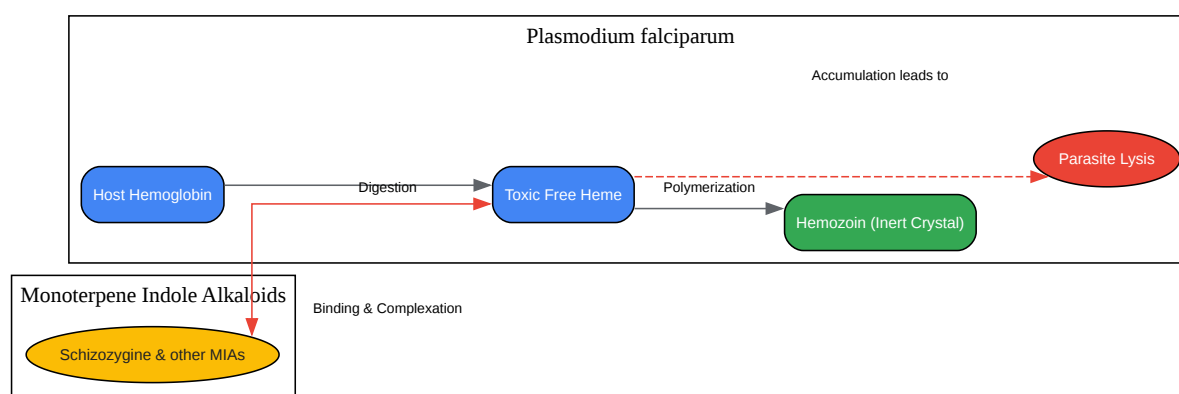 Plasmodium falciparum
Accumulation leads to
Parasite Lysis
Host Hemoglobin
Digestion
Toxic Free Heme
Polymerization
Hemozoin (Inert Crystal)
Monoterpene Indole Alkaloids
Binding & Complexation
Schizozygine & other MIAs